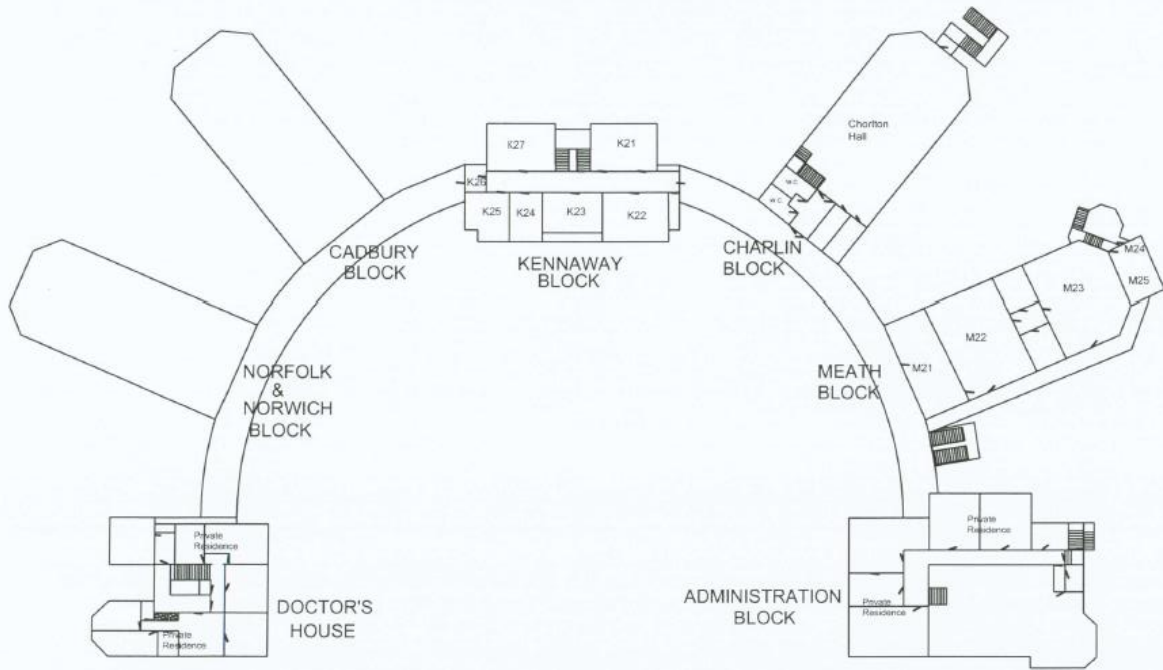 Chorlton
Hall
K27
K21
W.C.
W.C.
K26
K25
K24
K23
K22
CADBURY
BLOCK
KENNAWAY
BLOCK
CHAPLIN
BLOCK
M24
M25
M23
M22
M21
NORFOLK
&
NORWICH
BLOCK
MEATH
BLOCK
Private
Residence
Private
Residence
DOCTOR'S
HOUSE
Private
Residence
ADMINISTRATION
BLOCK
Private
Residence